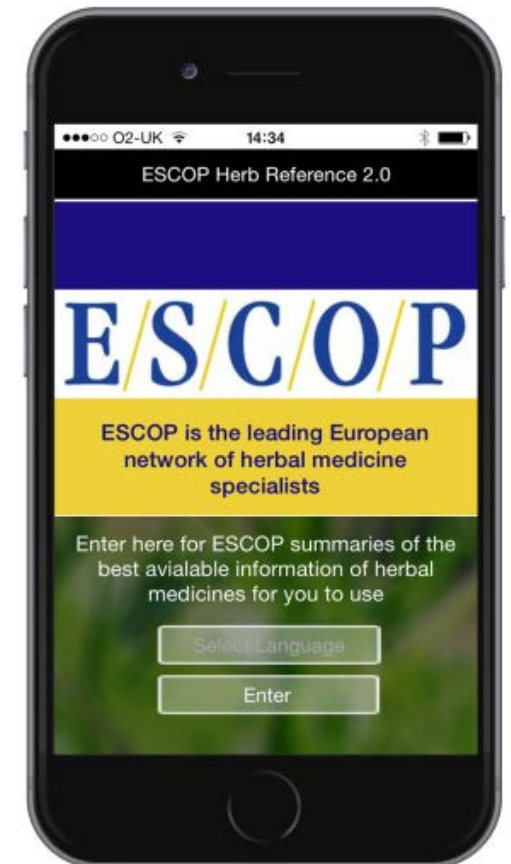 ●●●○○ O2-UK 14:34
ESCOP Herb Reference 2.0
E/S/C/O/P
ESCOP is the leading European
network of herbal medicine
specialists
Enter here for ESCOP summaries of the
best avialable information of herbal
medicines for you to use
Select Language
Enter